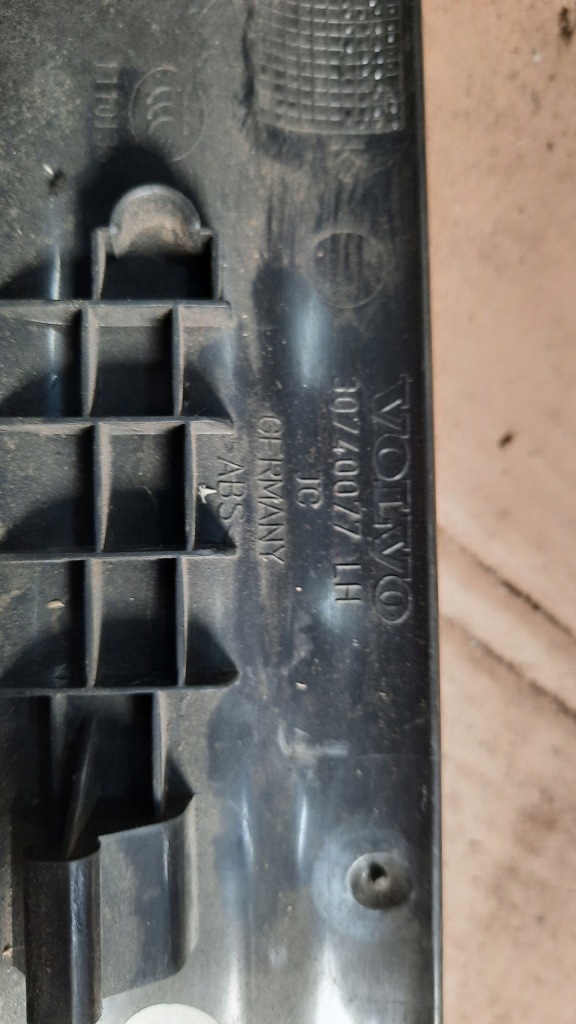 VOLVO
30740077 LH
IC
GERMANY
ABS